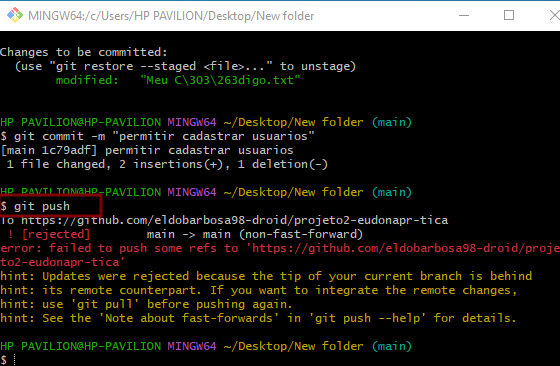 MINGW64:/c/Users/HP PAVILION/Desktop/New folder
Changes to be committed:
(use "git restore --staged <file>..." to unstage)
modified:   "Meu C\303\263digo.txt"
HP PAVILION@HP-PAVILION MINGW64 ~/Desktop/New folder (main)
$ git commit -m "permitir cadastrar usuarios"
[main 1c79adf] permitir cadastrar usuarios
1 file changed, 2 insertions(+), 1 deletion(-)
HP PAVILION@HP-PAVILION MINGW64 ~/Desktop/New folder (main)
$ git push
To https://github.com/eldobarbosa98-droid/projeto2-eudonapr-tica
! [rejected]        main -> main (non-fast-forward)
error: failed to push some refs to 'https://github.com/eldobarbosa98-droid/proje
to2-eudonapr-tica'
hint: Updates were rejected because the tip of your current branch is behind
hint: its remote counterpart. If you want to integrate the remote changes,
hint: use 'git pull' before pushing again.
hint: See the 'Note about fast-forwards' in 'git push --help' for details.
HP PAVILION@HP-PAVILION MINGW64 ~/Desktop/New folder (main)
$